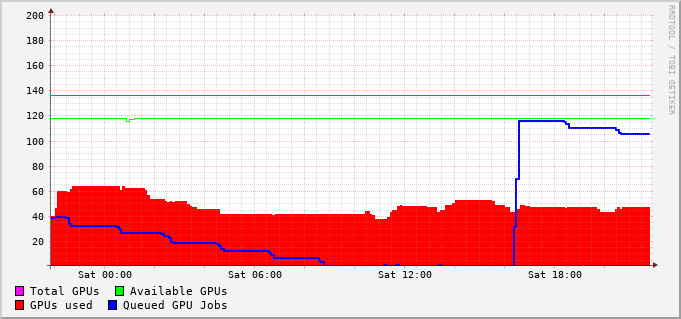 200
180
160
140
120
100
80
60
40
20
Sat 00:00 Sat 06:00 Sat 12:00 Sat 18:00
Total GPUs Available GPUs
GPUs used Queued GPU Jobs
RRDTOOL / TOBI OETIKER